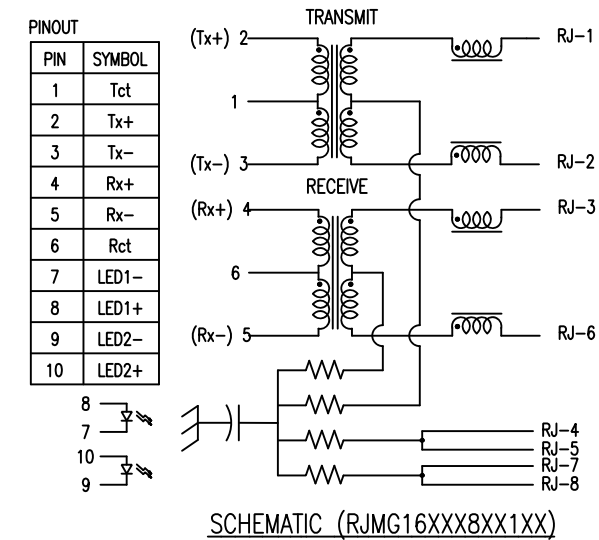 PINOUT
PIN SYMBOL
1 Tct
2 Tx+
3 Tx-
4 Rx+
5 Rx-
6 Rct
7 LED1-
8 LED1+
9 LED2-
10 LED2+
TRANSMIT
(Tx+) 2
RJ-1
1
(Tx-) 3
RJ-2
RECEIVE
(Rx+) 4
RJ-3
6
(Rx-) 5
RJ-6
8
7
10
9
RJ-4
RJ-5
RJ-7
RJ-8
SCHEMATIC (RJMG16XXX8XX1XX)